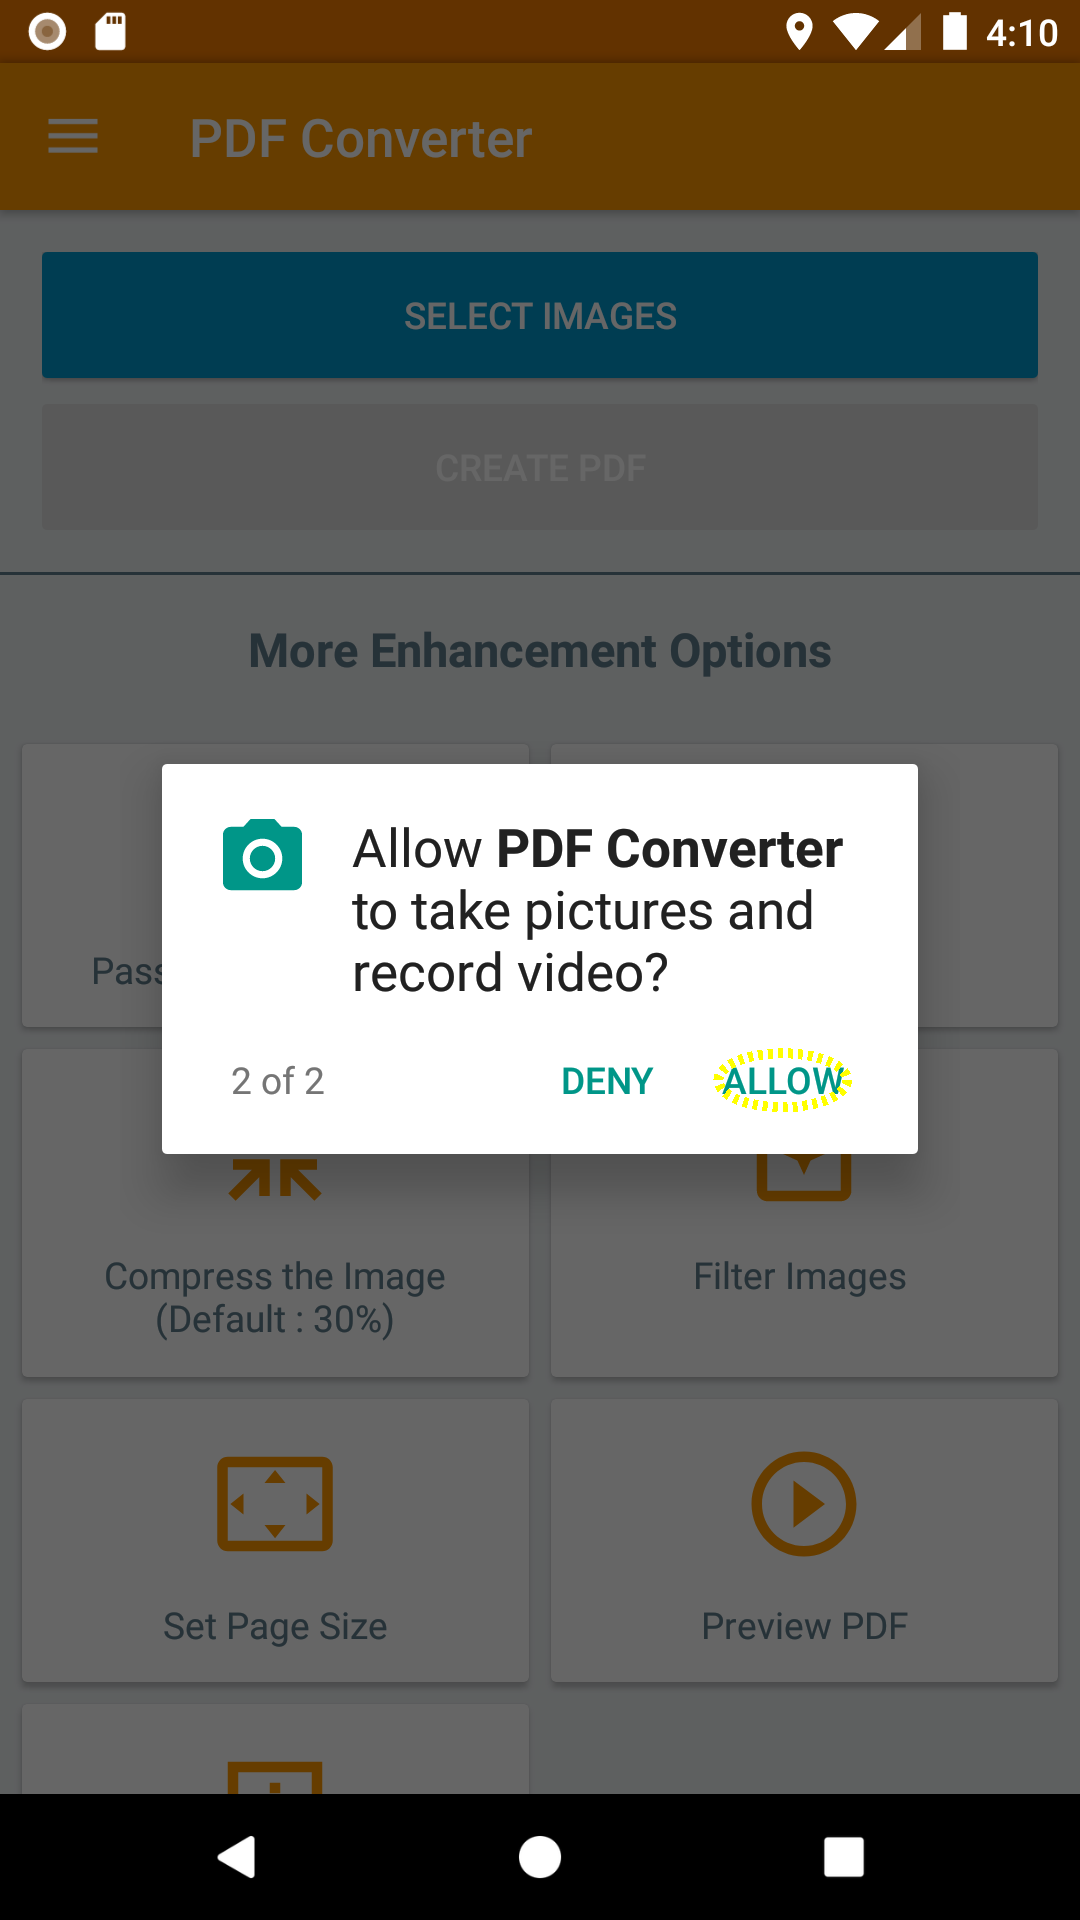 4:10
PDF Converter
SELECT IMAGES
CREATE PDF
More Enhancement Options
Allow PDF Converter
to take pictures and
record video?
2 of 2 DENY ALLOW
Compress the Image
(Default : 30%)
Filter Images
Set Page Size
Preview PDF